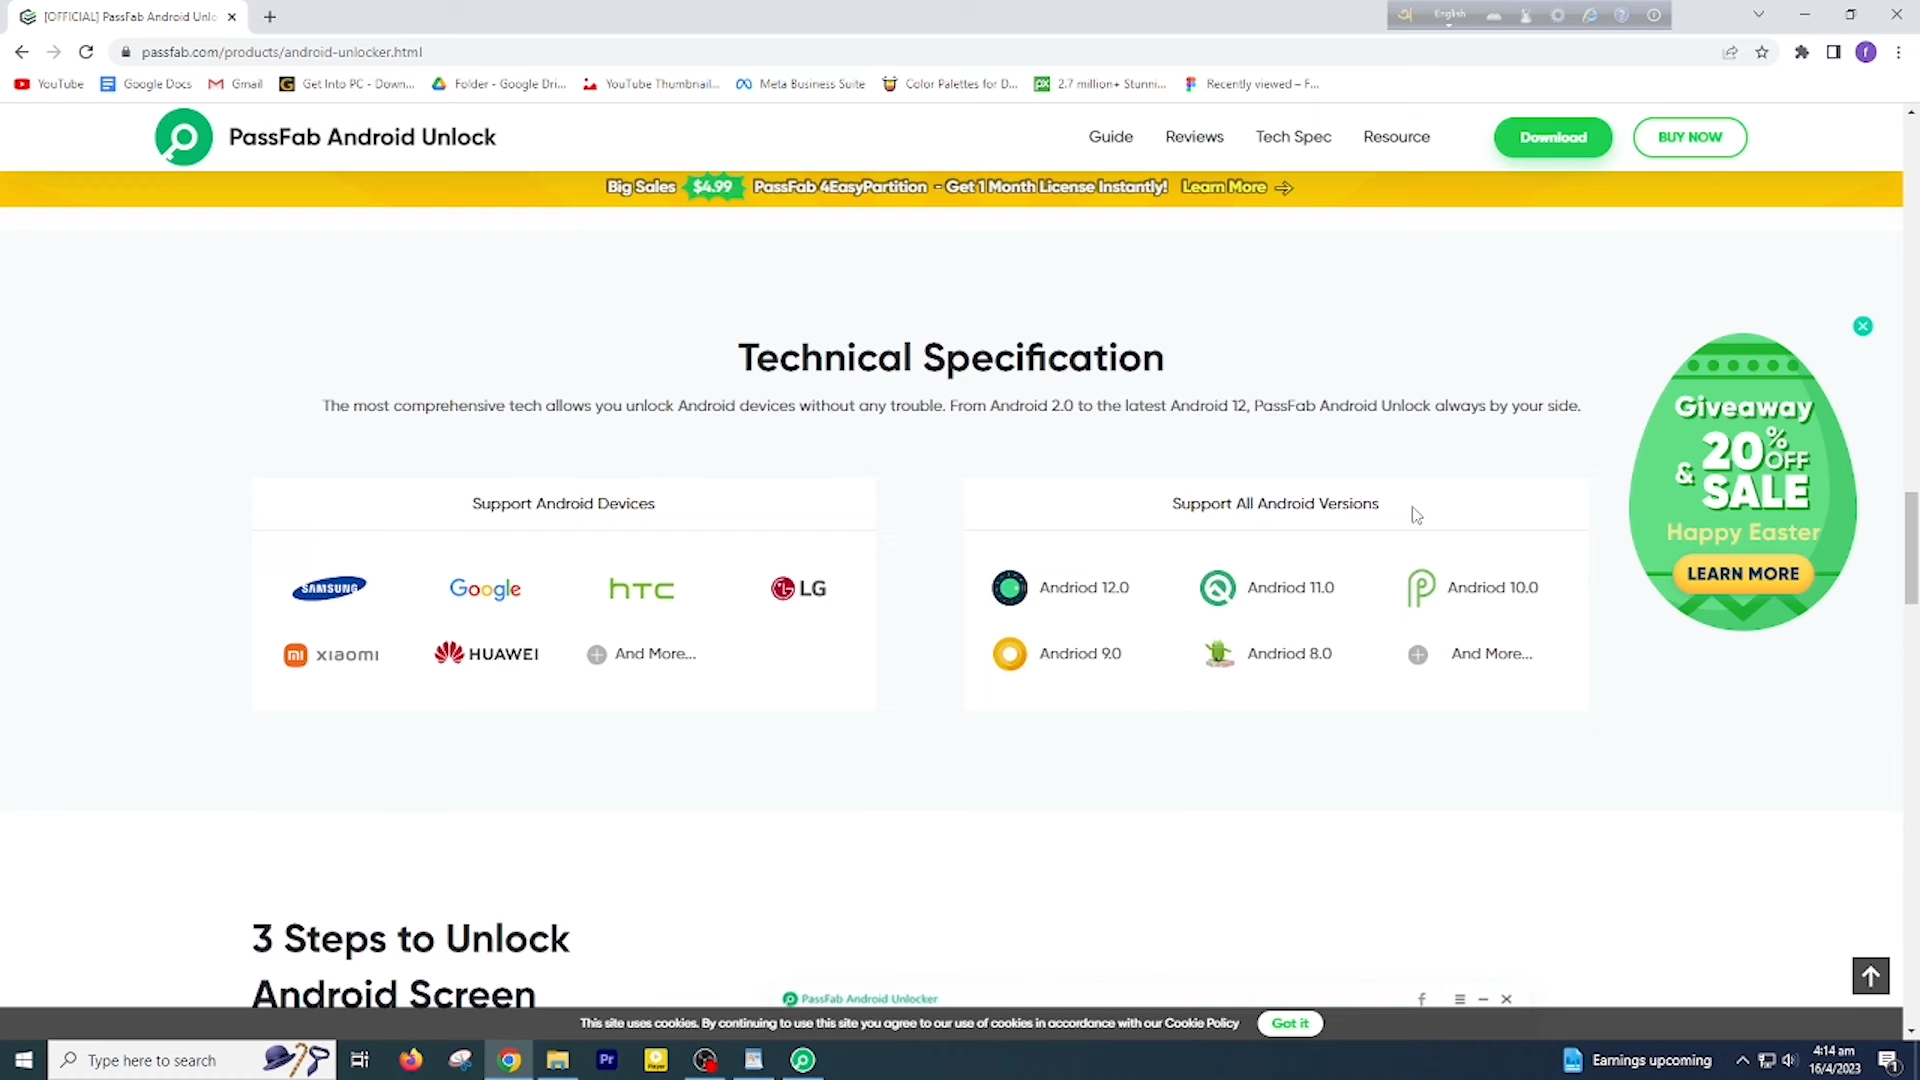 [OFFICIAL] PassFab Android Unlo
English
passfab.com/products/android-unlocker.html
YouTube
Google Docs
Gmail
Get Into PC - Down...
Folder - Google Dri...
YouTube Thumbnail...
Meta Business Suite
Color Palettes for D...
2.7 million+ Stunni...
Recently viewed – F...
PassFab Android Unlock
Guide
Reviews
Tech Spec
Resource
Download
BUY NOW
Big Sales $4.99 PassFab 4EasyPartition - Get 1 Month License Instantly! Learn More
Technical Specification
The most comprehensive tech allows you unlock Android devices without any trouble. From Android 2.0 to the latest Android 12, PassFab Android Unlock always by your side.
Giveaway
& 20% OFF
SALE
Happy Easter
LEARN MORE
Support Android Devices
SAMSUNG
Google
hTC
LG
mi xiaomi
HUAWEI
And More...
Support All Android Versions
Andriod 12.0
Andriod 11.0
Andriod 10.0
Andriod 9.0
Andriod 8.0
And More...
3 Steps to Unlock
Android Screen
PassFab Android Unlocker
This site uses cookies. By continuing to use this site you agree to our use of cookies in accordance with our Cookie Policy
Got it
Type here to search
Pr
Earnings upcoming
4:14 am
16/4/2023